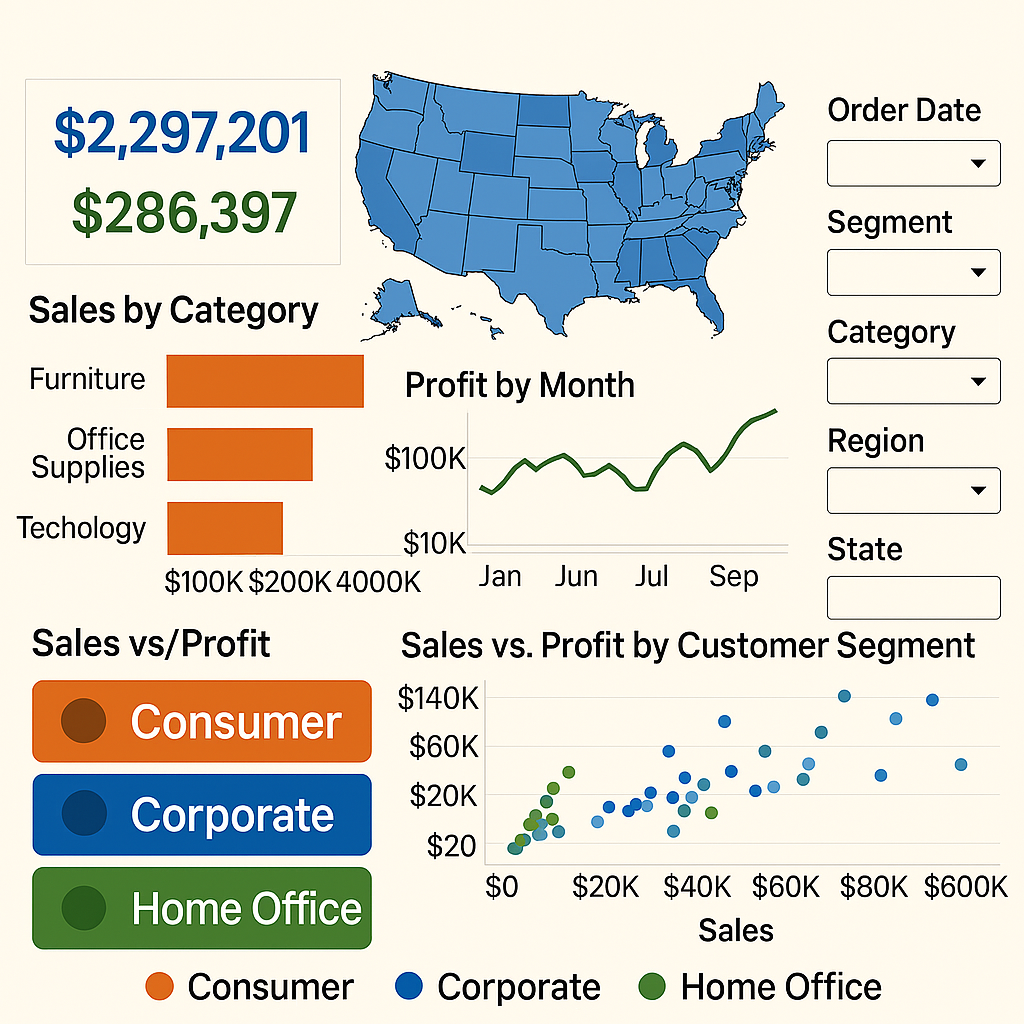 $2,297,201
$286,397
Order Date
Segment
Category
Region
State
Sales by Category
Furniture
Office
Supplies
Techology
$100K $200K 4000K
Profit by Month
$100K
$10K
Jan Jun Jul Sep
Sales vs/Profit
Consumer
Corporate
Home Office
Sales vs. Profit by Customer Segment
$140K
$60K
$20K
$20
$0 $20K $40K $60K $80K $600K
Sales
Consumer Corporate Home Office